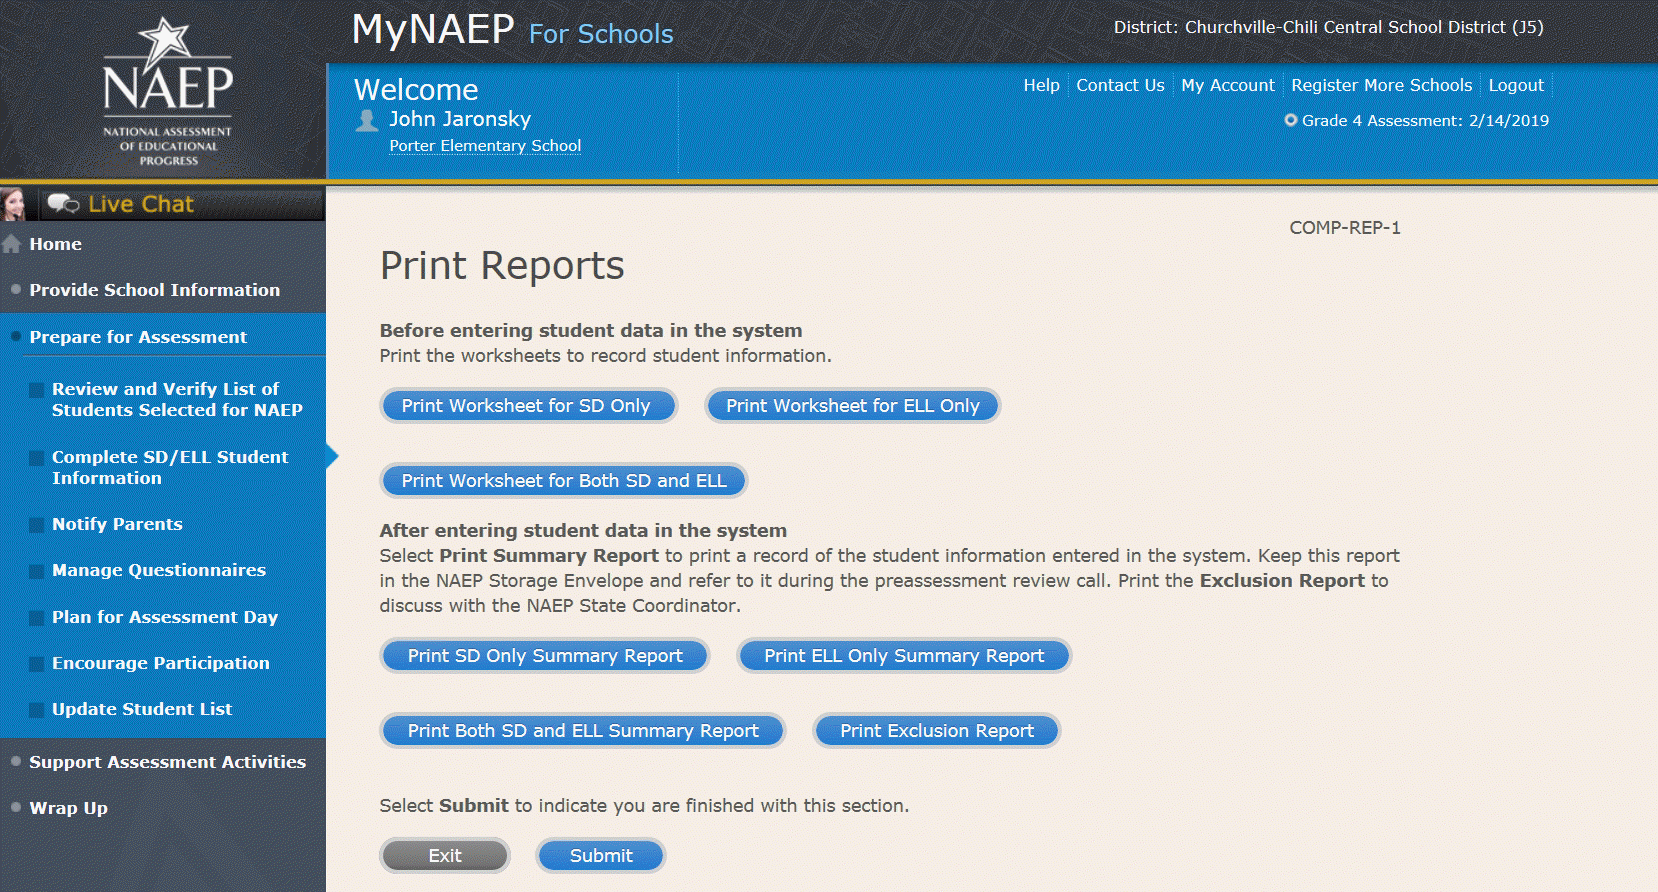 MyNAEP For Schools
District: Churchville-Chili Central School District (J5)
NAEP
NATIONAL ASSESSMENT
OF EDUCATIONAL
PROGRESS
Welcome
John Jaronsky
Porter Elementary School
Help Contact Us My Account Register More Schools Logout
Grade 4 Assessment: 2/14/2019
Live Chat
Home
Provide School Information
Prepare for Assessment
Review and Verify List of
Students Selected for NAEP
Complete SD/ELL Student
Information
Notify Parents
Manage Questionnaires
Plan for Assessment Day
Encourage Participation
Update Student List
Support Assessment Activities
Wrap Up
COMP-REP-1
Print Reports
Before entering student data in the system
Print the worksheets to record student information.
Print Worksheet for SD Only Print Worksheet for ELL Only
Print Worksheet for Both SD and ELL
After entering student data in the system
Select Print Summary Report to print a record of the student information entered in the system. Keep this report
in the NAEP Storage Envelope and refer to it during the preassessment review call. Print the Exclusion Report to
discuss with the NAEP State Coordinator.
Print SD Only Summary Report Print ELL Only Summary Report
Print Both SD and ELL Summary Report Print Exclusion Report
Select Submit to indicate you are finished with this section.
Exit Submit